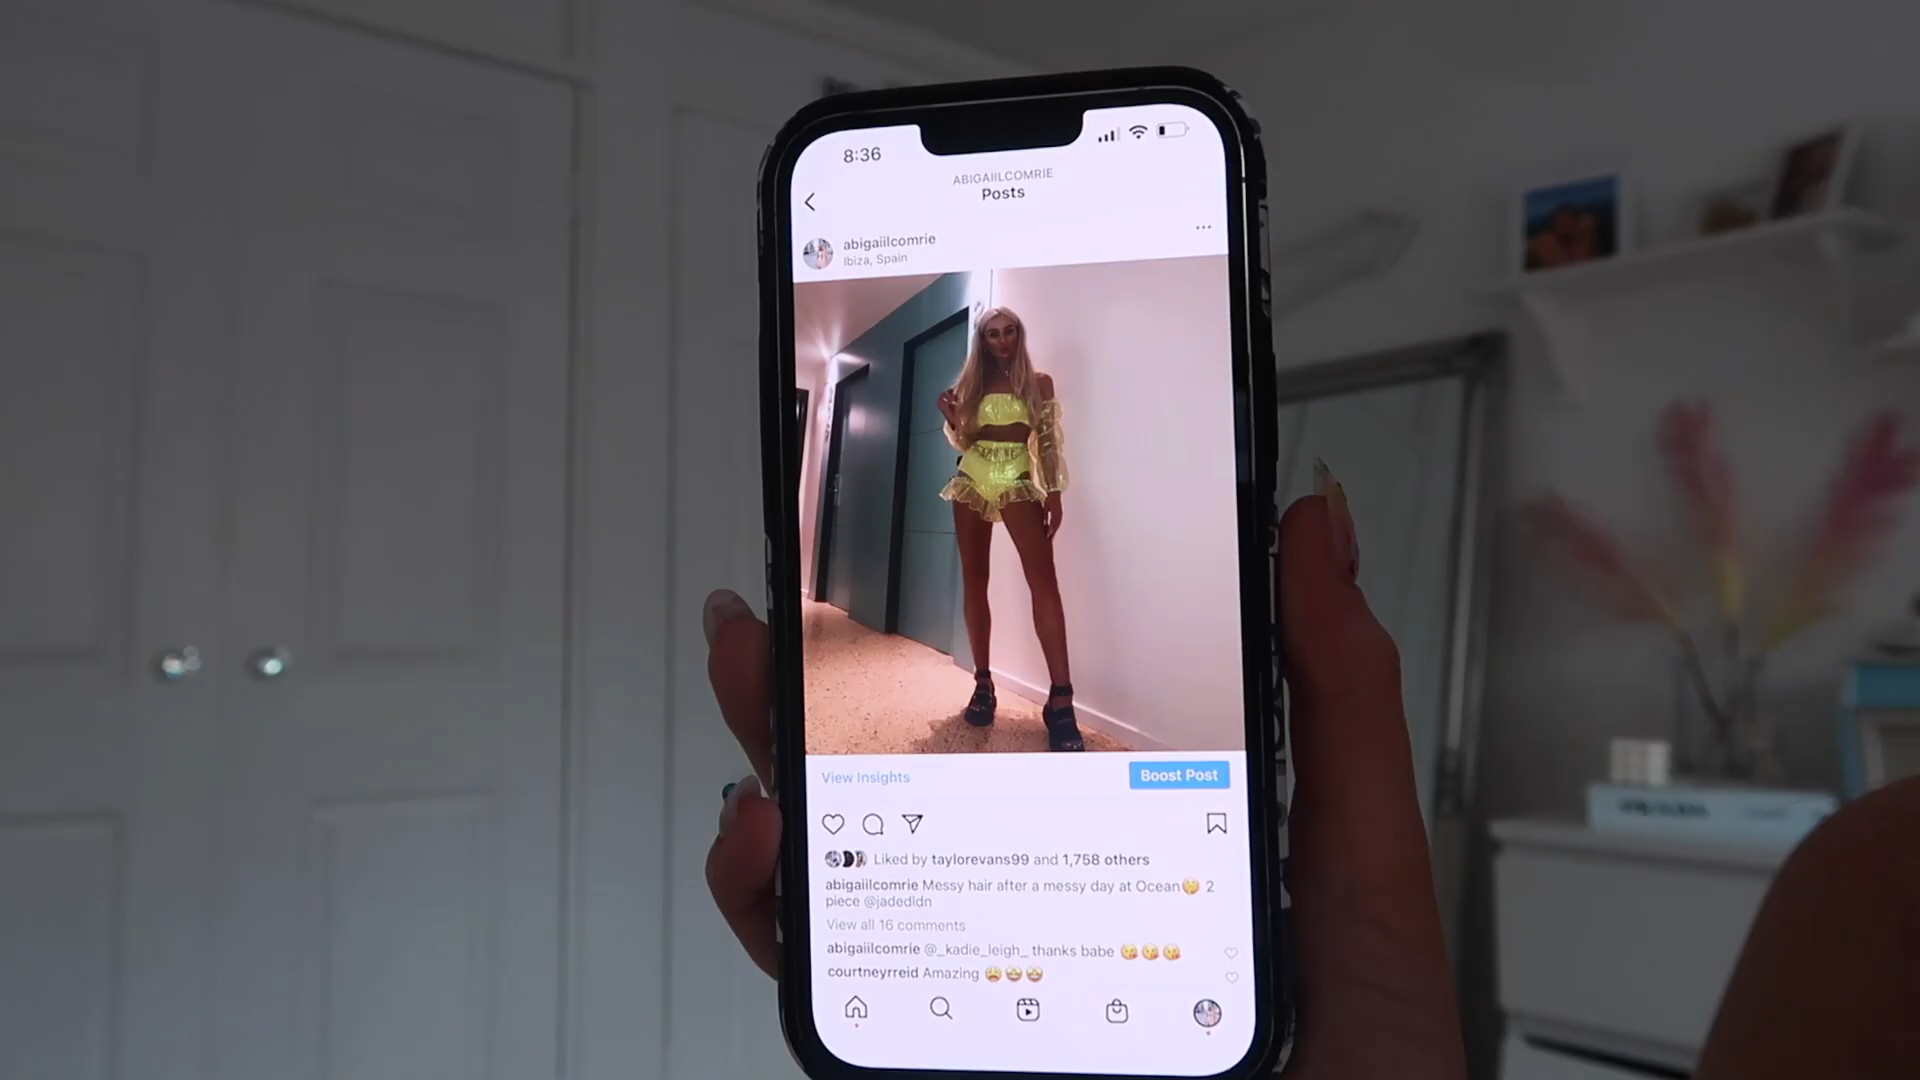 8:36
ABIGAIILCOMRIE
Posts
abigaiilcomrie
Ibiza, Spain
View Insights
Boost Post
Liked by taylorevans99 and 1,758 others
abigaiilcomrie Messy hair after a messy day at Ocean🤫 2
piece @jadedldn
View all 16 comments
abigaiilcomrie @_kadie_leigh_ thanks babe 😘😘😘
courtneyrreid Amazing 😩🤩🤩